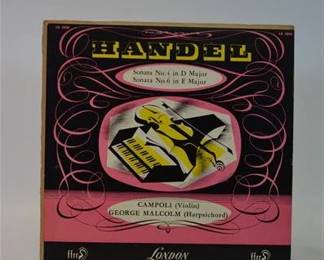 HANDEL
Sonata No. 4 in D Major
Sonata No. 6 in E Major
CAMPOLI (Violin)
GEORGE MALCOLM (Harpsichord)
ffrr LONDON ffrr